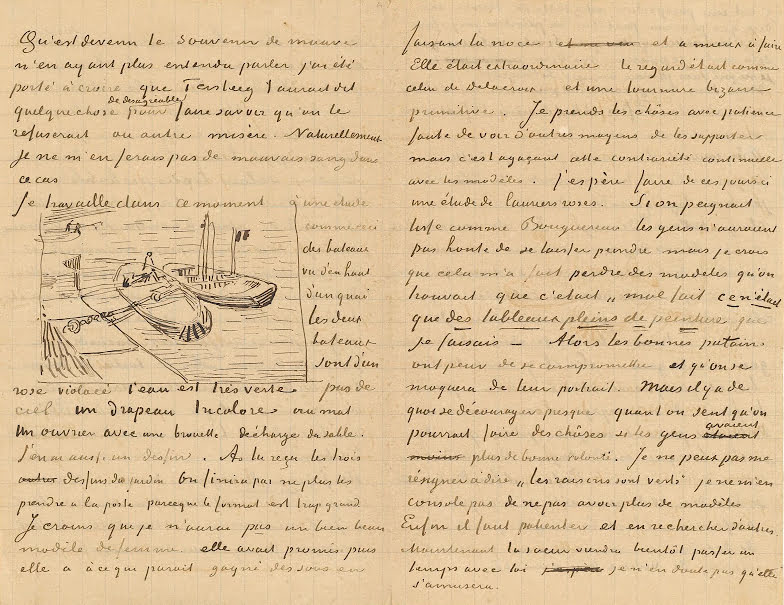 Qu'est devenu le souvenir de mauve
n'en ayant plus entendu parler j'ai été
porté à croire que Tersteeg t'aurait dit
quelque chose de désagréable pour faire savoir qu'on le
refuserait ou autre misère. Naturellement
je ne m'en ferais pas de mauvais sang dans
ce cas
Je travaille dans ce moment à une étude
comme ceci
des bateaux
vu d'en haut
d'un quai
les deux
bateaux
sont d'un
rose violacé l'eau est très verte pas de
ciel un drapeau tricolore au mat
Un ouvrier avec une brouette décharge du sable.
J'en ai aussi un dessin. As tu reçu les trois
autres dessins du jardin On finira par ne plus les
prendre a la poste parceque le format est trop grand
Je crains que je n'aurai pas un bien beau
modèle de femme. elle avait promis puis
elle a à ce qui parait gagné des sous en
faisant la noce et a mieux à faire
Elle était extraordinaire le regard était comme
celui de Delacroix et une tournure bizarre
primitive. Je prends les chôses avec patience
faute de voir d'autres moyens de les supporter
mais c'est agaçant cette contrariété continuelle
avec les modèles. J'espère faire de ces jours ci
une étude de lauriers roses. Si on peignait
lisse comme Bouguereau les gens n'auraient
pas honte de se laisser peindre mais je crois
que cela m'a fait perdre des modeles qu'on
trouvait que c'était „mal fait ce n'était
que des tableaux pleins de peinture que
je faisais — Alors les bonnes putains
ont peur de se compromettre et qu'on se
moquera de leur portrait. Mais il y a de
quoi se décourager presque quant on sent qu'on
pourrait faire des chôses si les gens avaient
plus de bonne volonté. Je ne peux pas me
résigner à dire „les raisins sont verts" je ne m'en
console pas de ne pas avoir plus de modèles
Enfin il faut patienter et en rechercher d'autres.
Maintenant la soeur viendra bientôt passer un
temps avec toi je n'en doute pas qu'elle
s'amusera.